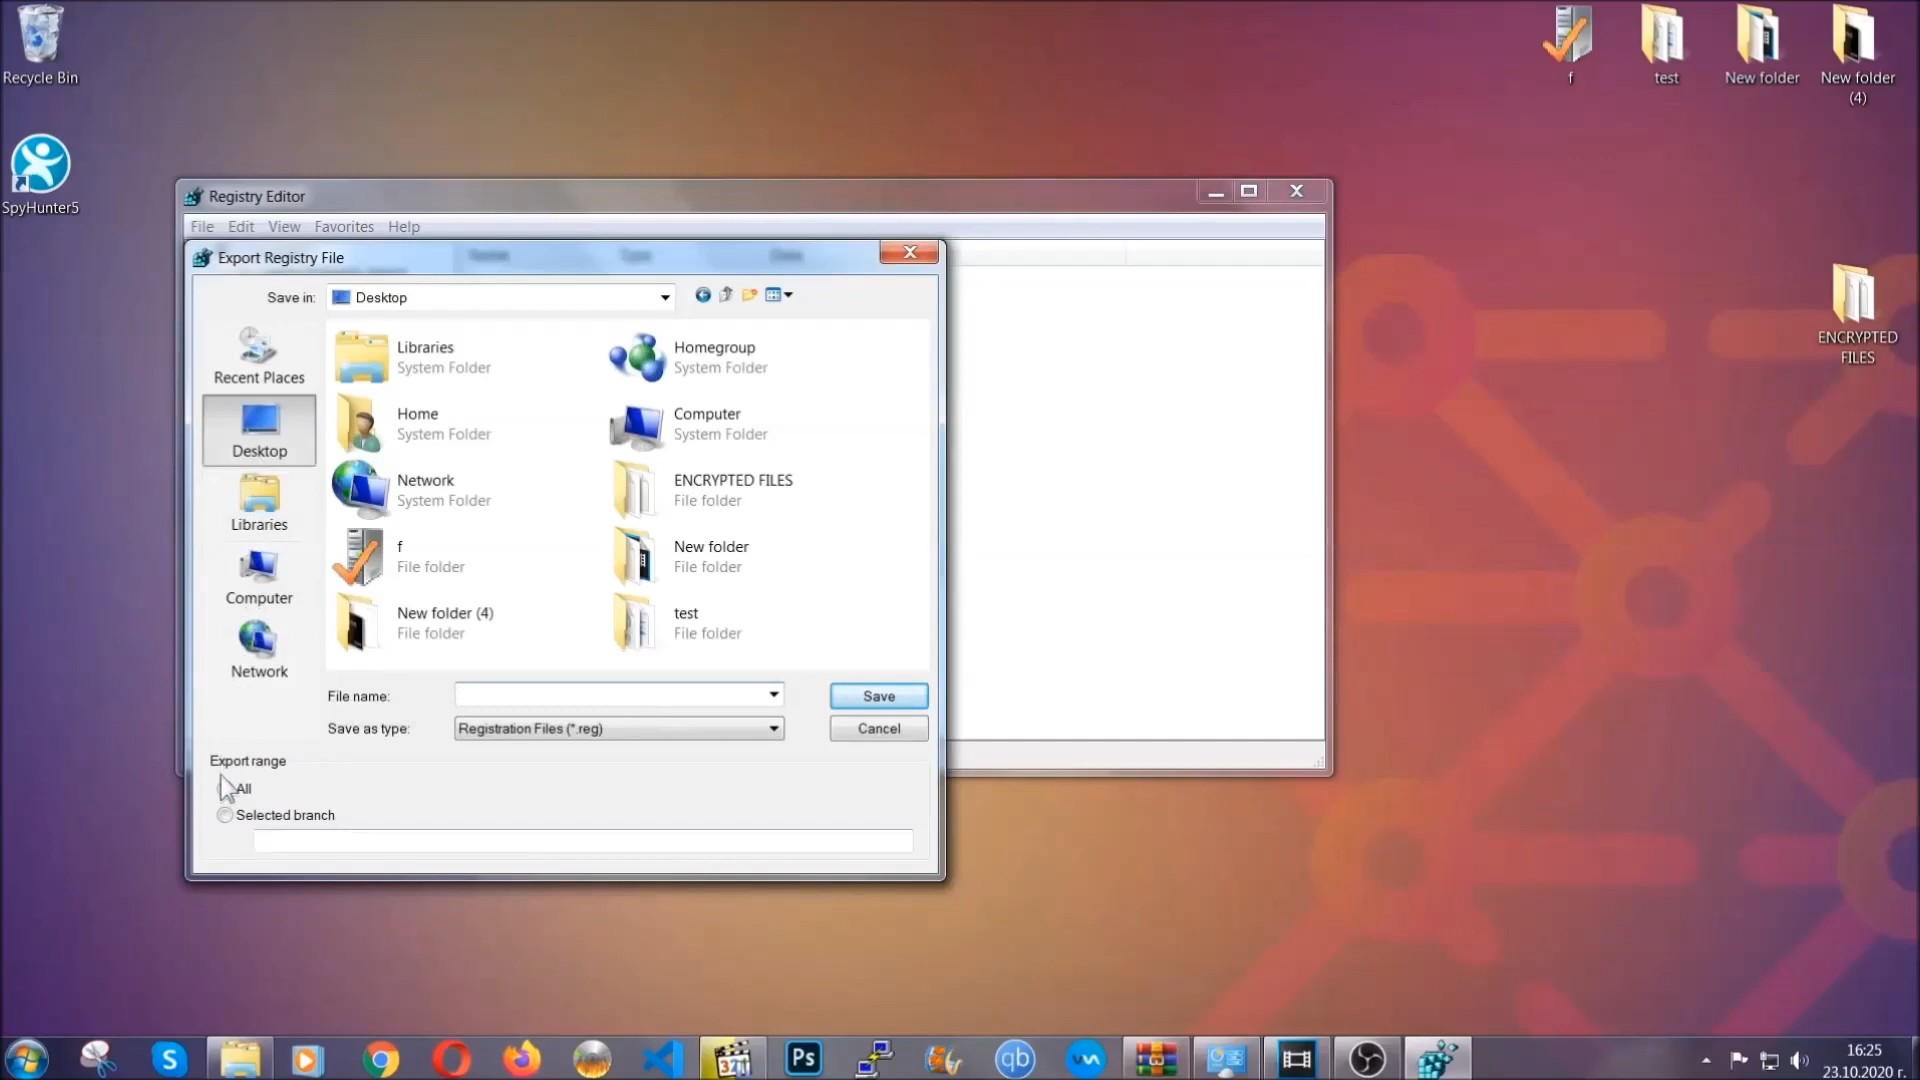 Recycle Bin
SpyHunter5
f
test
New folder
New folder
(4)
ENCRYPTED
FILES
Registry Editor
File Edit View Favorites Help
Export Registry File
Save in:
Desktop
Recent Places
Desktop
Libraries
Computer
Network
Libraries
System Folder
Homegroup
System Folder
Home
System Folder
Computer
System Folder
Network
System Folder
ENCRYPTED FILES
File folder
f
File folder
New folder
File folder
New folder (4)
File folder
test
File folder
File name:
Save
Save as type:
Registration Files (*.reg)
Cancel
Export range
All
Selected branch
S
321
Ps
qb
16:25
23.10.2020 г.